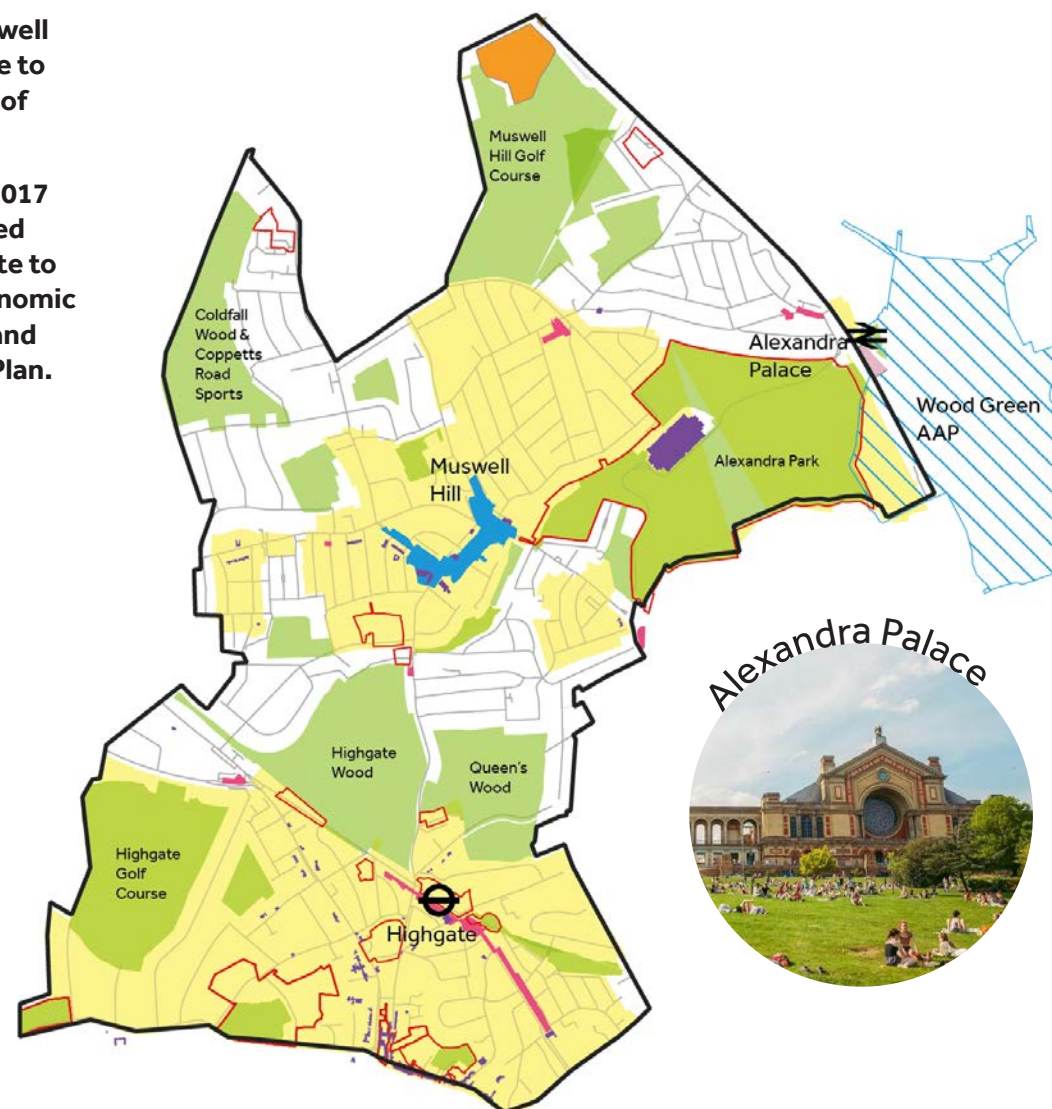 well
e to
of
017
ed
te to
nomic
and
Plan.
Muswell
Hill Golf
Course
Coldfall
Wood &
Coppetts
Road
Sports
Alexandra
Palace
Wood Green
AAP
Muswell
Hill
Alexandra Park
Alexandra Palace
Highgate
Wood
Queen's
Wood
Highgate
Golf
Course
Highgate